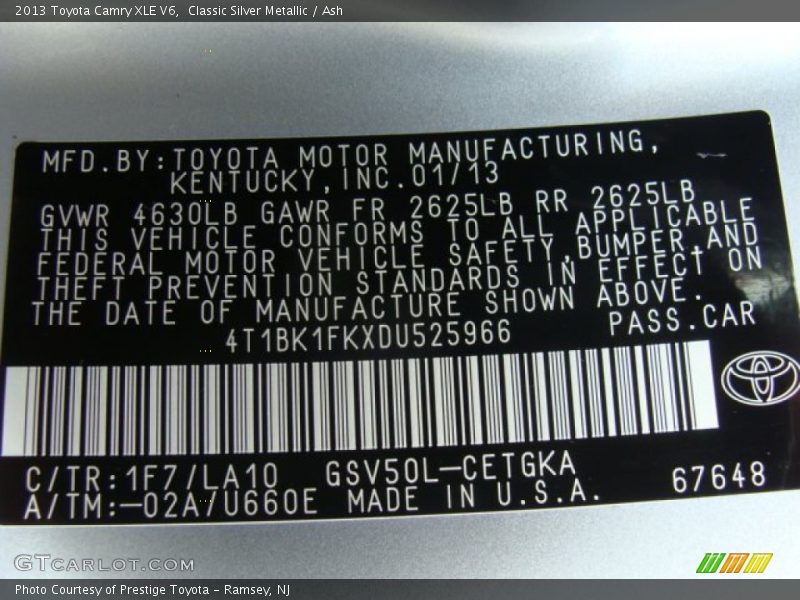 2013 Toyota Camry XLE V6,  Classic Silver Metallic / Ash
MFD.BY:TOYOTA MOTOR MANUFACTURING,
KENTUCKY,INC.01/13
GVWR 4630LB GAWR FR 2625LB RR 2625LB
THIS VEHICLE CONFORMS TO ALL APPLICABLE
FEDERAL MOTOR VEHICLE SAFETY,BUMPER,AND
THEFT PREVENTION STANDARDS IN EFFECT ON
THE DATE OF MANUFACTURE SHOWN ABOVE.
4T1BK1FKXDU525966 PASS.CAR
C/TR:1F7/LA10 GSV50L-CETGKA
A/TM:-02A/U660E MADE IN U.S.A. 67648
GTCARLOT.COM
Photo Courtesy of Prestige Toyota - Ramsey, NJ